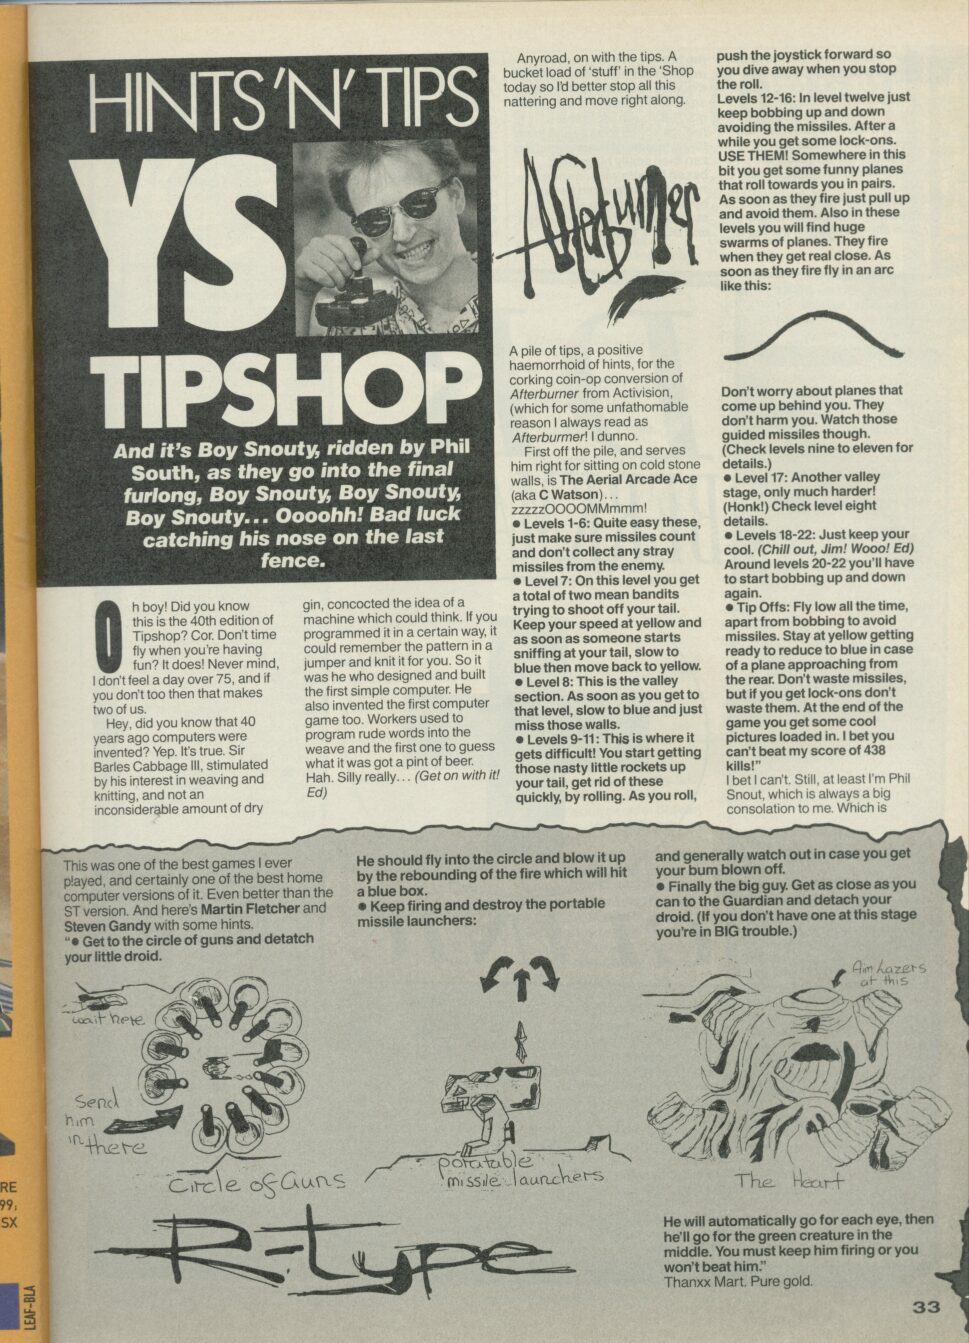 HINTS 'N' TIPS
YS
TIPSHOP
And it's Boy Snouty, ridden by Phil
South, as they go into the final
furlong, Boy Snouty, Boy Snouty,
Boy Snouty... Oooohh! Bad luck
catching his nose on the last
fence.
Oh boy! Did you know
this is the 40th edition of
Tipshop? Cor. Don't time
fly when you're having
fun? It does! Never mind,
I don't feel a day over 75, and if
you don't too then that makes
two of us.
Hey, did you know that 40
years ago computers were
invented? Yep. It's true. Sir
Barles Cabbage III, stimulated
by his interest in weaving and
knitting, and not an
inconsiderable amount of dry
gin, concocted the idea of a
machine which could think. If you
programmed it in a certain way, it
could remember the pattern in a
jumper and knit it for you. So it
was he who designed and built
the first simple computer. He
also invented the first computer
game too. Workers used to
program rude words into the
weave and the first one to guess
what it was got a pint of beer.
Hah. Silly really... (Get on with it!
Ed)
Anyroad, on with the tips. A
bucket load of 'stuff' in the 'Shop
today so I'd better stop all this
nattering and move right along.
Afterburner
A pile of tips, a positive
haemorrhoid of hints, for the
corking coin-op conversion of
Afterburner from Activision,
(which for some unfathomable
reason I always read as
Afterburmer! I dunno.
First off the pile, and serves
him right for sitting on cold stone
walls, is The Aerial Arcade Ace
(aka C Watson)...
zzzzzOOOOMMmmm!
● Levels 1-6: Quite easy these,
just make sure missiles count
and don't collect any stray
missiles from the enemy.
● Level 7: On this level you get
a total of two mean bandits
trying to shoot off your tail.
Keep your speed at yellow and
as soon as someone starts
sniffing at your tail, slow to
blue then move back to yellow.
● Level 8: This is the valley
section. As soon as you get to
that level, slow to blue and just
miss those walls.
● Levels 9-11: This is where it
gets difficult! You start getting
those nasty little rockets up
your tail, get rid of these
quickly, by rolling. As you roll,
push the joystick forward so
you dive away when you stop
the roll.
Levels 12-16: In level twelve just
keep bobbing up and down
avoiding the missiles. After a
while you get some lock-ons.
USE THEM! Somewhere in this
bit you get some funny planes
that roll towards you in pairs.
As soon as they fire just pull up
and avoid them. Also in these
levels you will find huge
swarms of planes. They fire
when they get real close. As
soon as they fire fly in an arc
like this:
Don't worry about planes that
come up behind you. They
don't harm you. Watch those
guided missiles though.
(Check levels nine to eleven for
details.)
● Level 17: Another valley
stage, only much harder!
(Honk!) Check level eight
details.
● Levels 18-22: Just keep your
cool. (Chill out, Jim! Wooo! Ed)
Around levels 20-22 you'll have
to start bobbing up and down
again.
● Tip Offs: Fly low all the time,
apart from bobbing to avoid
missiles. Stay at yellow getting
ready to reduce to blue in case
of a plane approaching from
the rear. Don't waste missiles,
but if you get lock-ons don't
waste them. At the end of the
game you get some cool
pictures loaded in. I bet you
can't beat my score of 438
kills!"
I bet I can't. Still, at least I'm Phil
Snout, which is always a big
consolation to me. Which is
This was one of the best games I ever
played, and certainly one of the best home
computer versions of it. Even better than the
ST version. And here's Martin Fletcher and
Steven Gandy with some hints.
"● Get to the circle of guns and detatch
your little droid.
He should fly into the circle and blow it up
by the rebounding of the fire which will hit
a blue box.
● Keep firing and destroy the portable
missile launchers:
and generally watch out in case you get
your bum blown off.
● Finally the big guy. Get as close as you
can to the Guardian and detach your
droid. (If you don't have one at this stage
you're in BIG trouble.)
wait here
Send
him
in there
Circle of Guns
potatable
missile launchers
Aim Lazers
at this
The Heart
R-type
He will automatically go for each eye, then
he'll go for the green creature in the
middle. You must keep him firing or you
won't beat him."
Thanxx Mart. Pure gold.
33
RE
99,
SX
LEAF-BLA